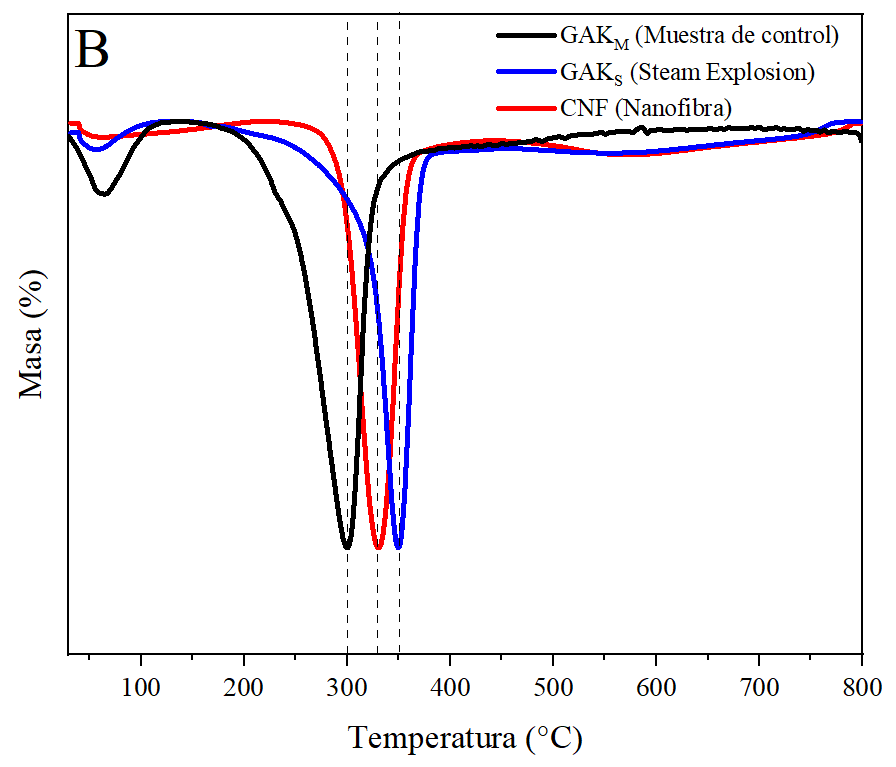 B
GAKM (Muestra de control)
GAKS (Steam Explosion)
CNF (Nanofibra)
Masa (%)
100 200 300 400 500 600 700 800
Temperatura (°C)